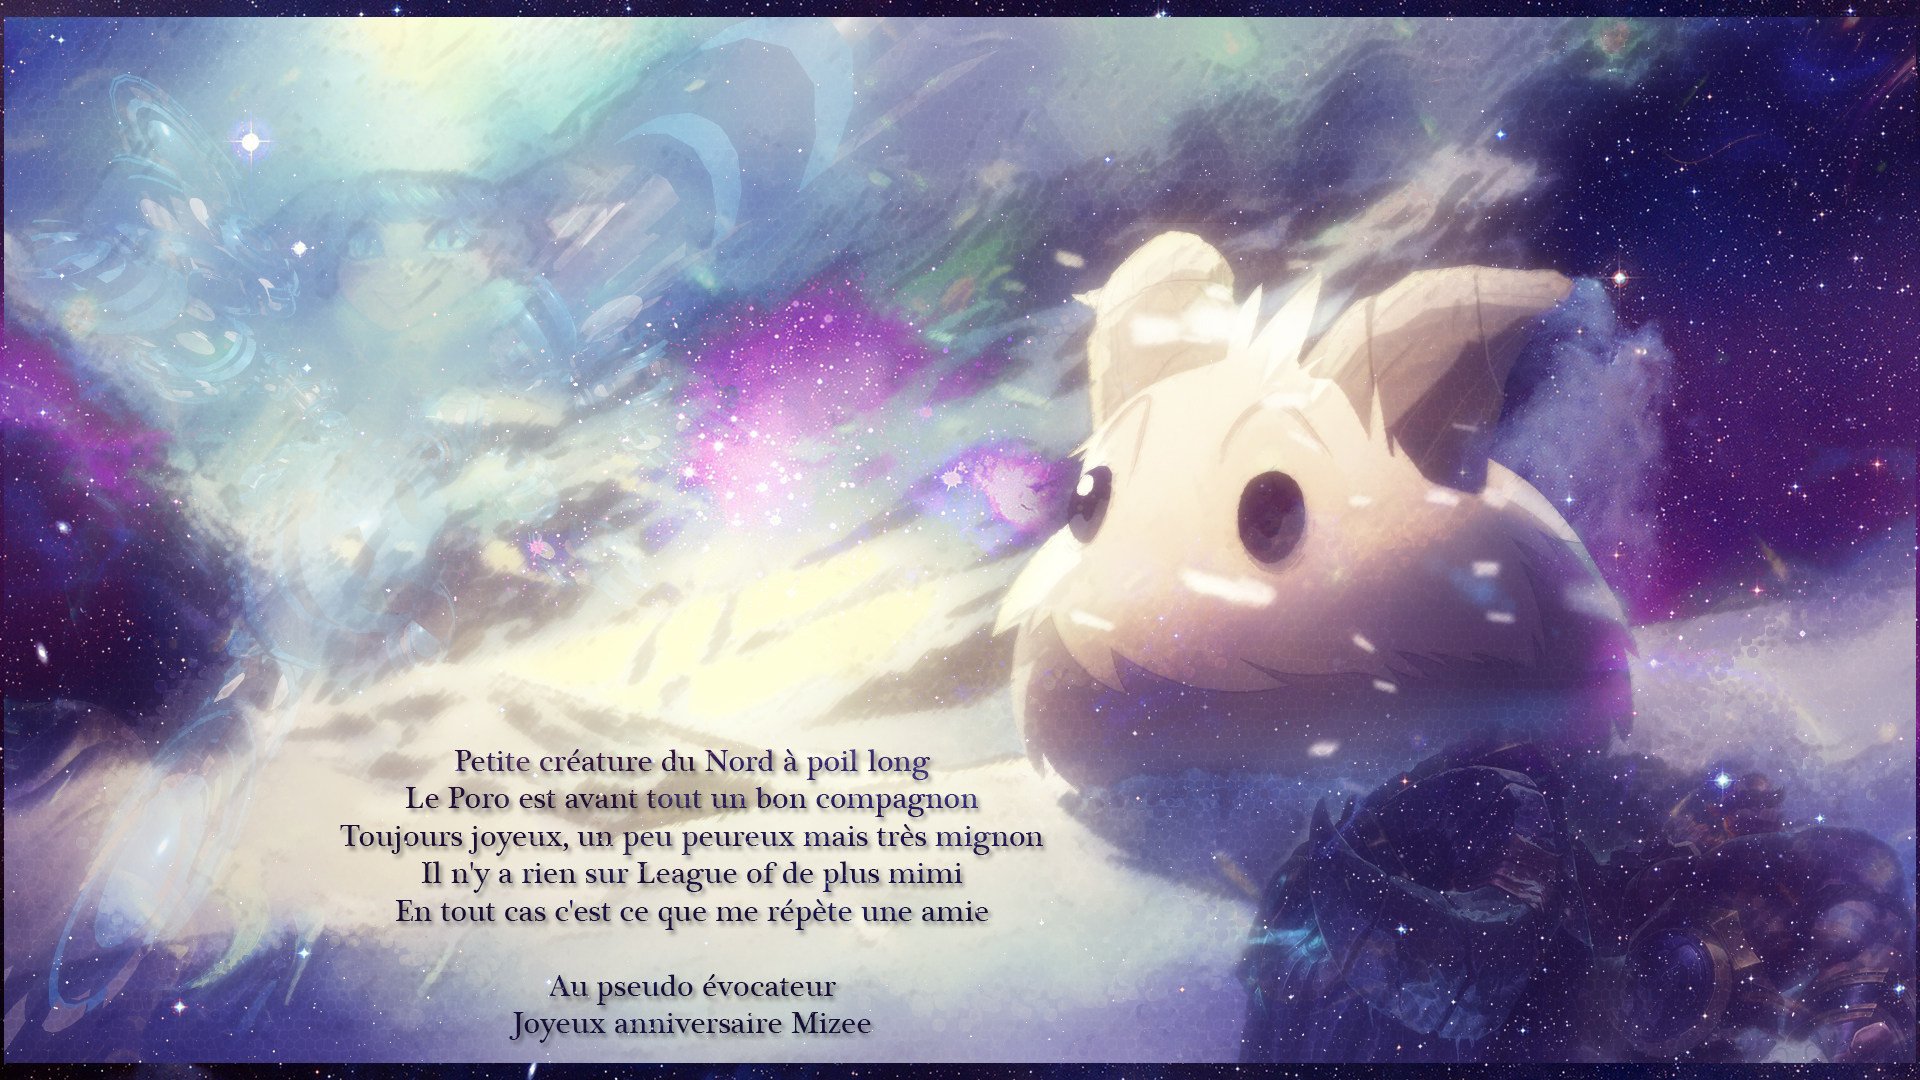 Petite créature du Nord à poil long
Le Poro est avant tout un bon compagnon
Toujours joyeux, un peu peureux mais très mignon
Il n'y a rien sur League of de plus mimi
En tout cas c'est ce que me répète une amie
Au pseudo évocateur
Joyeux anniversaire Mizee